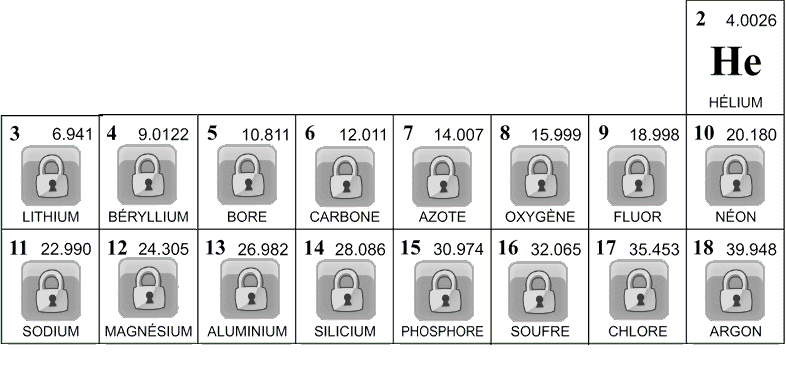 2 4.0026
He
HÉLIUM
3 6.941 4 9.0122 5 10.811 6 12.011 7 14.007 8 15.999 9 18.998 10 20.180
LITHIUM BÉRYLLIUM BORE CARBONE AZOTE OXYGÈNE FLUOR NÉON
11 22.990 12 24.305 13 26.982 14 28.086 15 30.974 16 32.065 17 35.453 18 39.948
SODIUM MAGNÉSIUM ALUMINIUM SILICIUM PHOSPHORE SOUFRE CHLORE ARGON